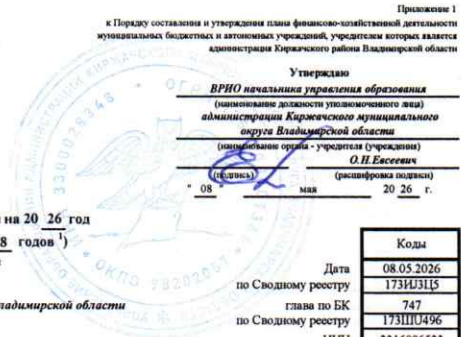 Приложение 1
к Порядку составления и утверждения плана финансово-хозяйственной деятельности
муниципальных бюджетных и автономных учреждений, учредителем которых является
администрация Киржачского района Владимирской области
Утверждаю
ВРИО начальника управления образования
(наименование должности уполномоченного лица)
администрации Киржачского муниципального
округа Владимирской области
(наименование органа - учредителя (учреждения)
О.Н.Евсеевич
(подпись) (расшифровка подписи)
" 08 " мая 20 26 г.
на 20 26 год
8 годов ¹)
Коды
Дата 08.05.2026
по Сводному реестру
ладимирской области глава по БК 747
по Сводному реестру
ОКПО